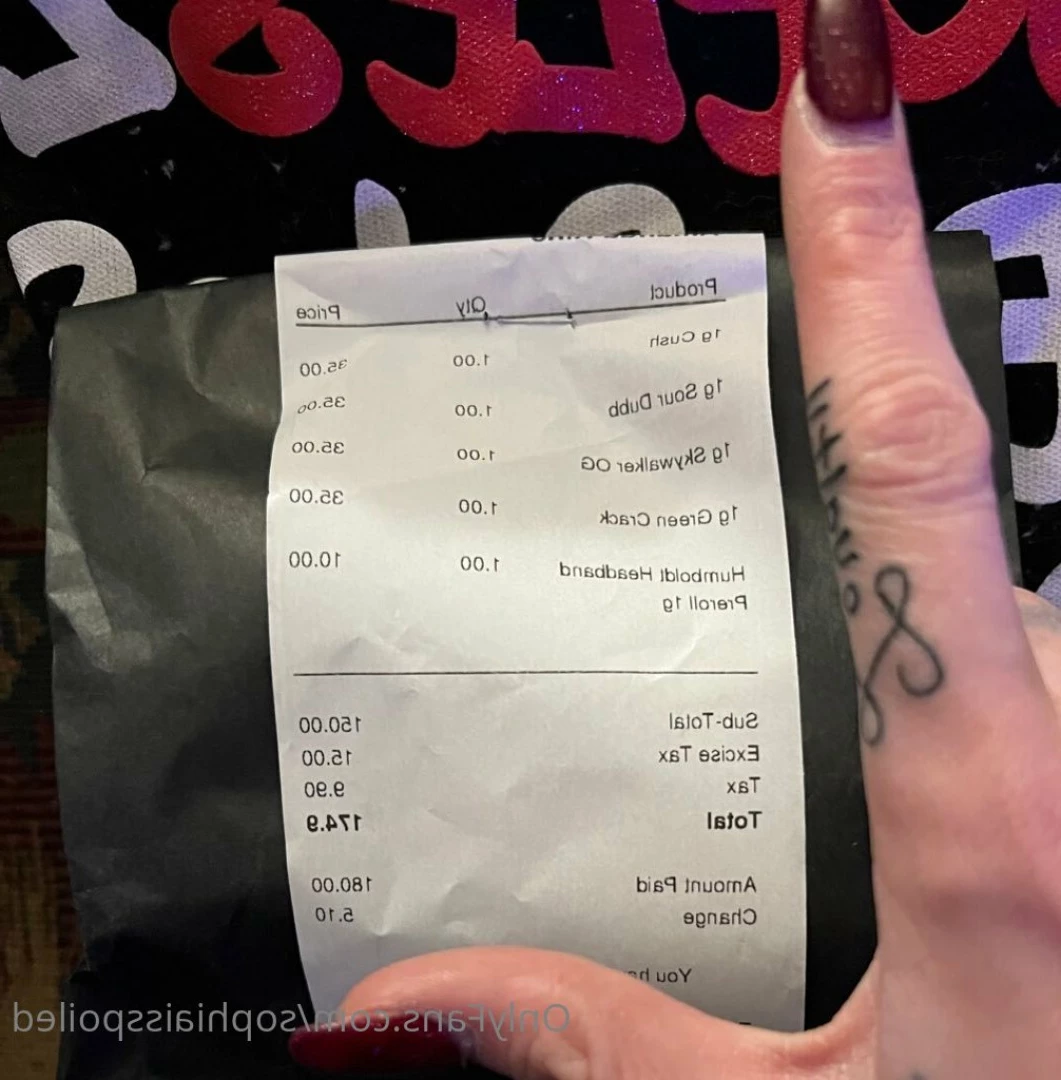 Product Qty Price
1g Cush 1.00 35.00
1g Sour Dubb 1.00 35.00
1g Skywalker OG 1.00 35.00
1g Green Crack 1.00 35.00
Humboldt Headband 1.00 10.00
Preroll 1g
Sub-Total 150.00
Excise Tax 15.00
Tax 9.90
Total 174.9
Amount Paid 180.00
Change 5.10
You
OnlyFans.com/sophiaisspoiled